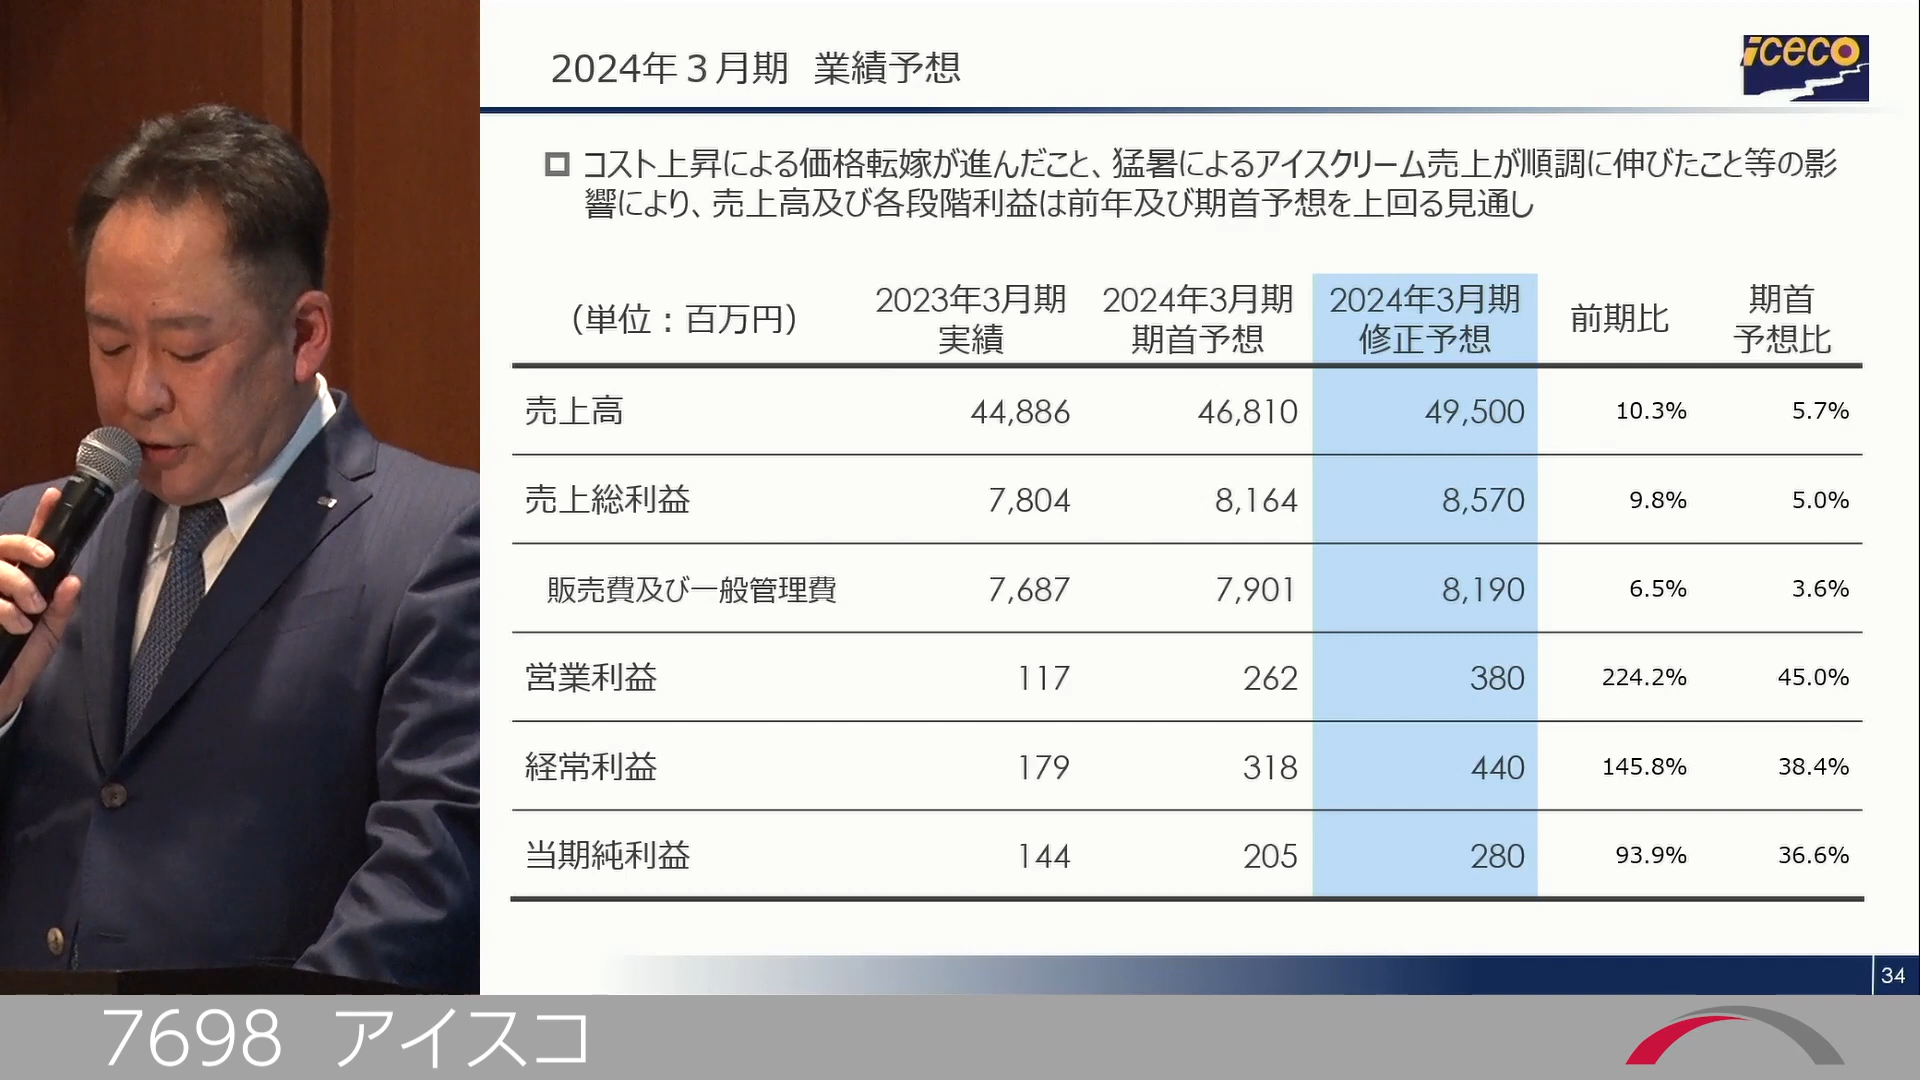 2024年３月期 業績予想
iceco
コスト上昇による価格転嫁が進んだこと、猛暑によるアイスクリーム売上が順調に伸びたこと等の影
響により、売上高及び各段階利益は前年及び期首予想を上回る見通し
（単位：百万円） 2023年3月期 実績 2024年3月期 期首予想 2024年3月期 修正予想 前期比 期首 予想比
売上高 44,886 46,810 49,500 10.3% 5.7%
売上総利益 7,804 8,164 8,570 9.8% 5.0%
販売費及び一般管理費 7,687 7,901 8,190 6.5% 3.6%
営業利益 117 262 380 224.2% 45.0%
経常利益 179 318 440 145.8% 38.4%
当期純利益 144 205 280 93.9% 36.6%
34
7698 アイスコ